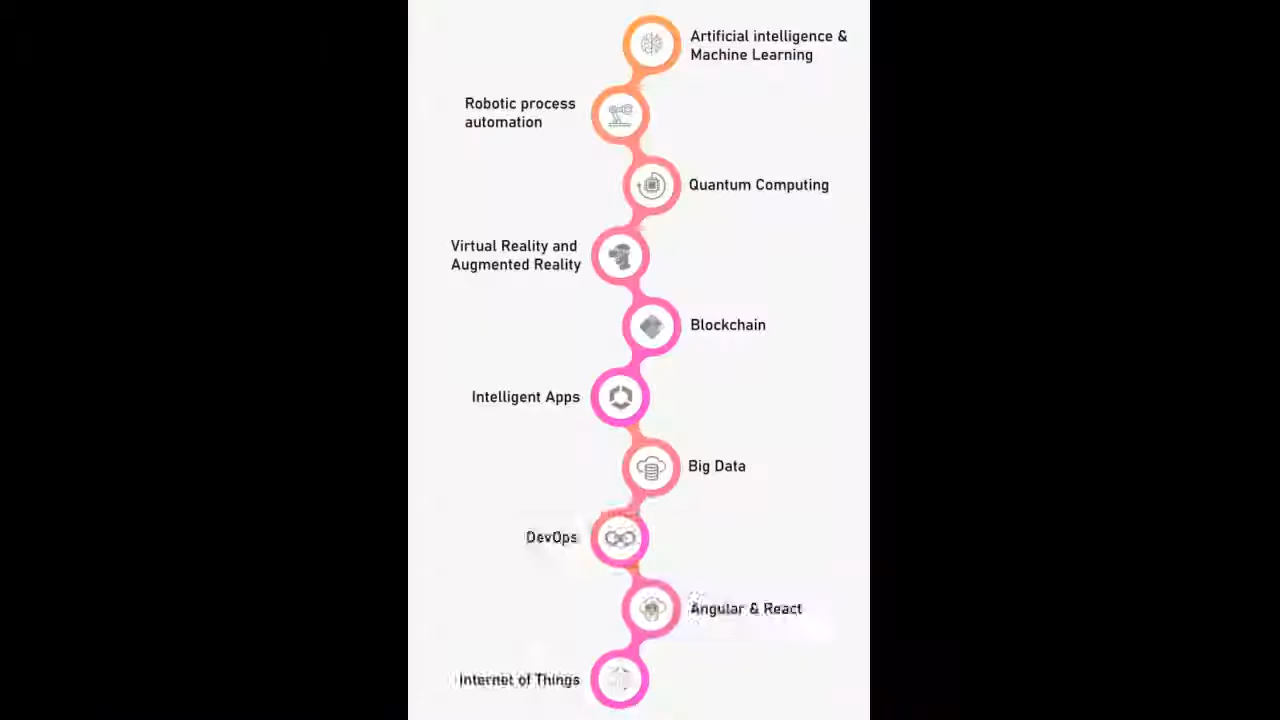 Artificial intelligence &
Machine Learning
Robotic process
automation
Quantum Computing
Virtual Reality and
Augmented Reality
Blockchain
Intelligent Apps
Big Data
DevOps
Angular & React
Internet of Things